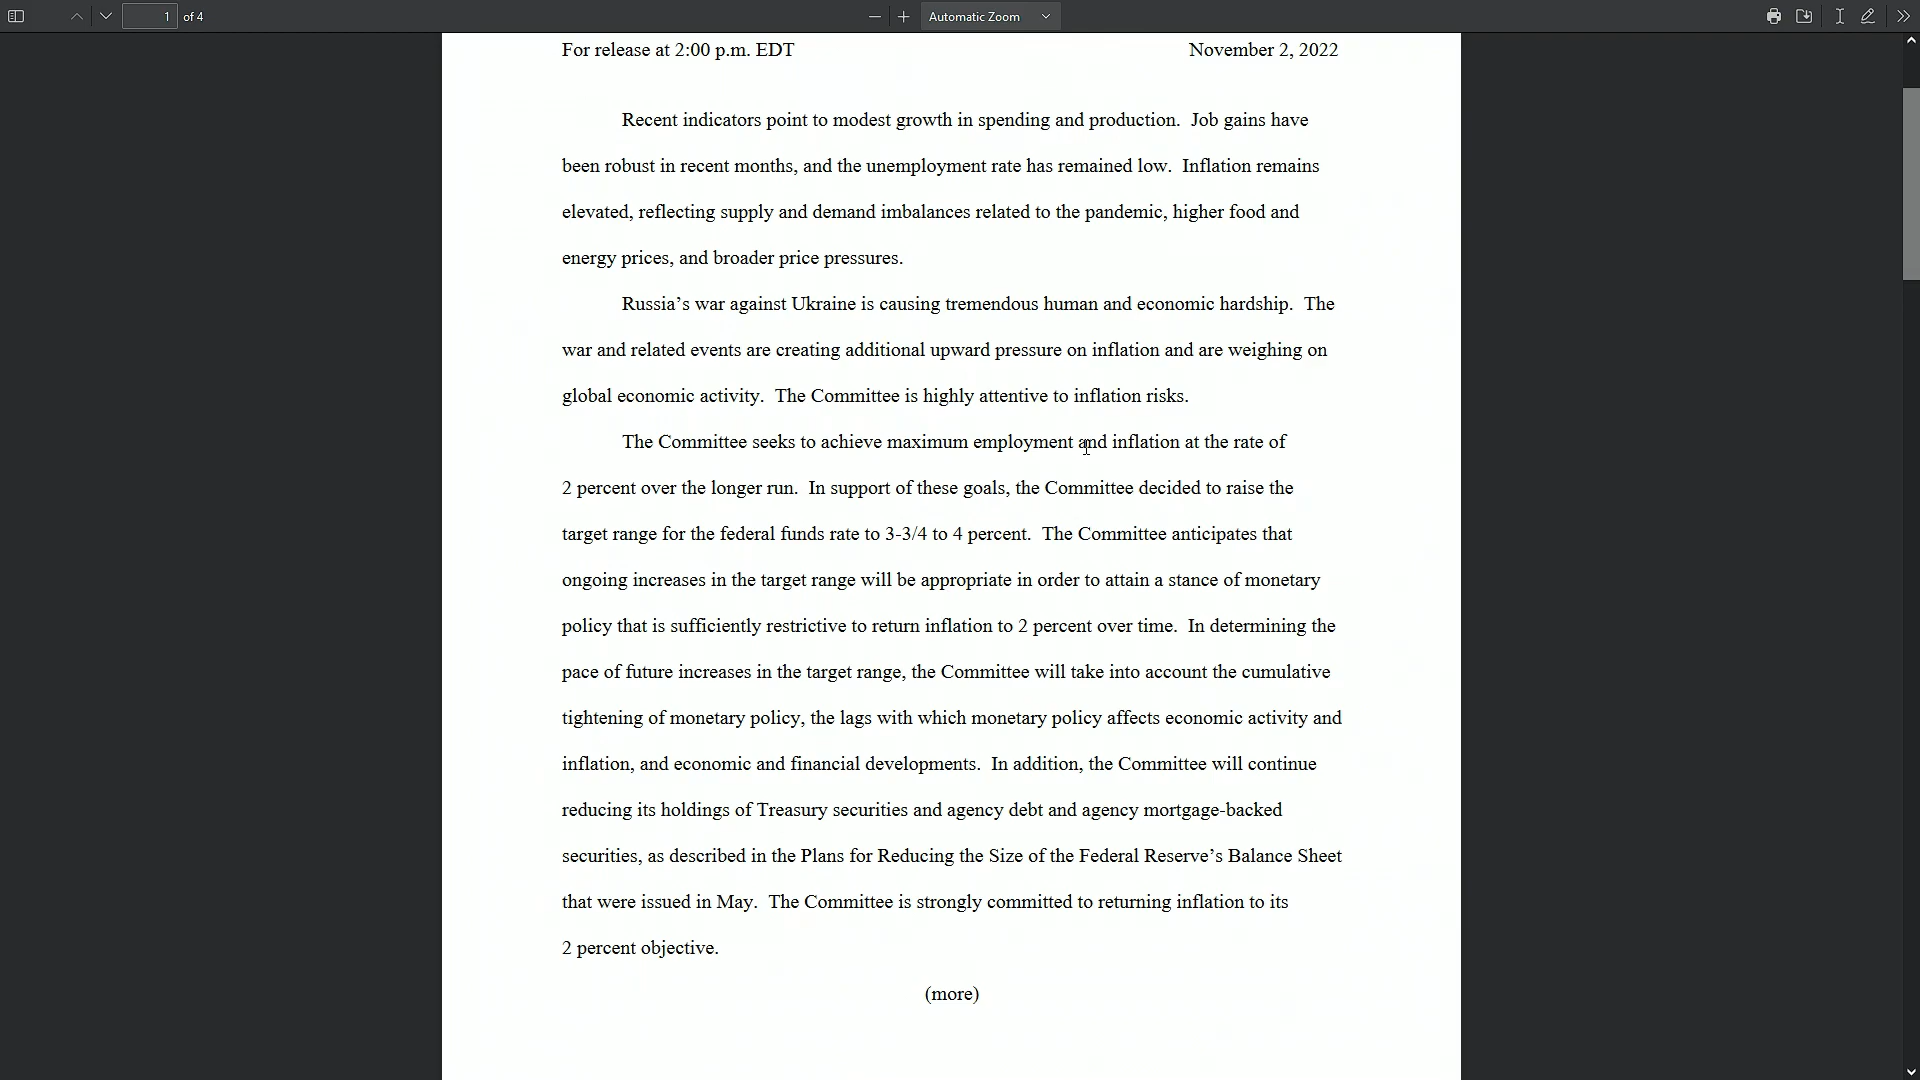 1 of 4 Automatic Zoom
For release at 2:00 p.m. EDT November 2, 2022
Recent indicators point to modest growth in spending and production. Job gains have
been robust in recent months, and the unemployment rate has remained low. Inflation remains
elevated, reflecting supply and demand imbalances related to the pandemic, higher food and
energy prices, and broader price pressures.
Russia’s war against Ukraine is causing tremendous human and economic hardship. The
war and related events are creating additional upward pressure on inflation and are weighing on
global economic activity. The Committee is highly attentive to inflation risks.
The Committee seeks to achieve maximum employment and inflation at the rate of
2 percent over the longer run. In support of these goals, the Committee decided to raise the
target range for the federal funds rate to 3-3/4 to 4 percent. The Committee anticipates that
ongoing increases in the target range will be appropriate in order to attain a stance of monetary
policy that is sufficiently restrictive to return inflation to 2 percent over time. In determining the
pace of future increases in the target range, the Committee will take into account the cumulative
tightening of monetary policy, the lags with which monetary policy affects economic activity and
inflation, and economic and financial developments. In addition, the Committee will continue
reducing its holdings of Treasury securities and agency debt and agency mortgage-backed
securities, as described in the Plans for Reducing the Size of the Federal Reserve’s Balance Sheet
that were issued in May. The Committee is strongly committed to returning inflation to its
2 percent objective.
(more)